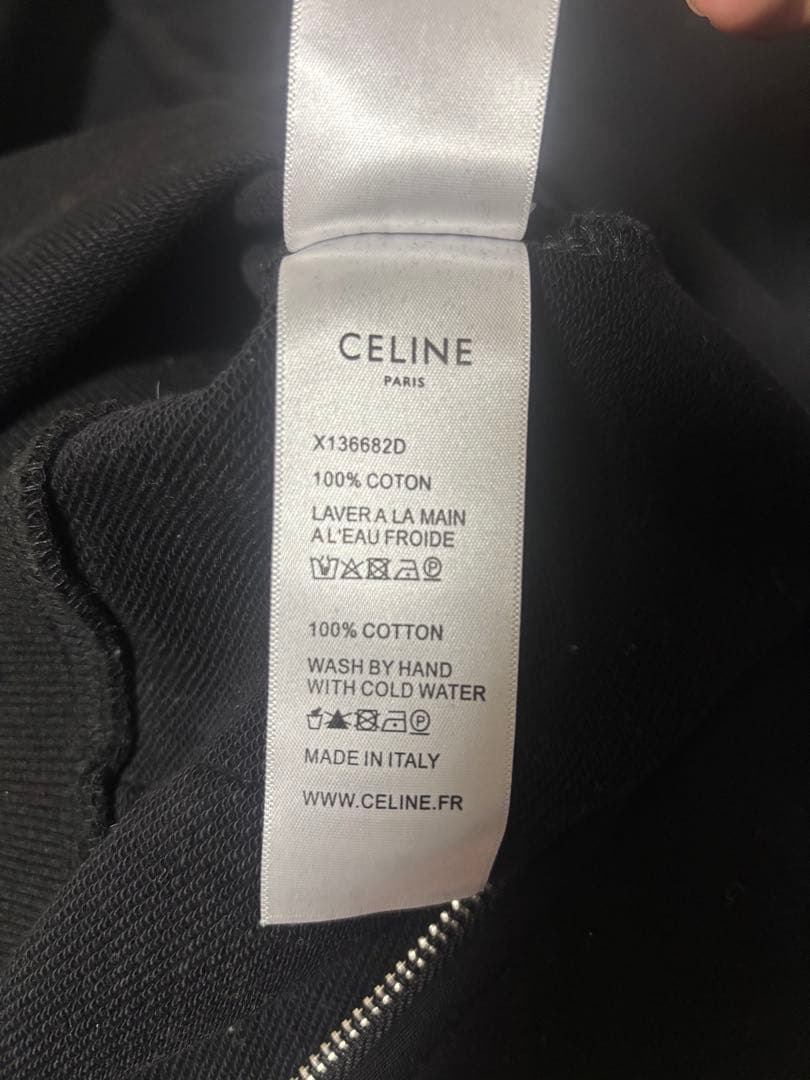 CELINE
PARIS
X136682D
100% COTON
LAVER A LA MAIN
A L'EAU FROIDE
100% COTTON
WASH BY HAND
WITH COLD WATER
MADE IN ITALY
WWW.CELINE.FR